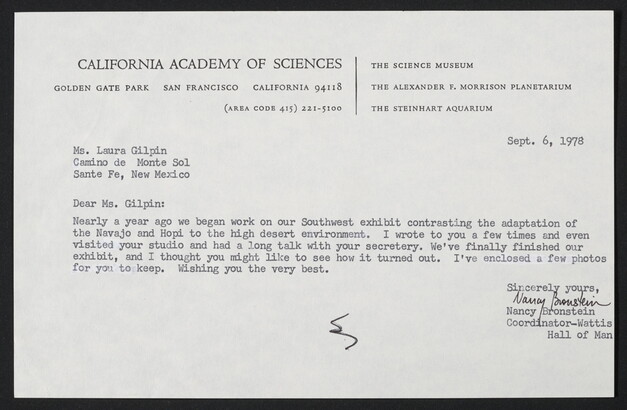 CALIFORNIA ACADEMY OF SCIENCES
GOLDEN GATE PARK SAN FRANCISCO CALIFORNIA 94118
(AREA CODE 415) 221-5100
THE SCIENCE MUSEUM
THE ALEXANDER F. MORRISON PLANETARIUM
THE STEINHART AQUARIUM
Sept. 6, 1978
Ms. Laura Gilpin
Camino de Monte Sol
Sante Fe, New Mexico
Dear Ms. Gilpin:
Nearly a year ago we began work on our Southwest exhibit contrasting the adaptation of
the Navajo and Hopi to the high desert environment. I wrote to you a few times and even
visited your studio and had a long talk with your secretery. We've finally finished our
exhibit, and I thought you might like to see how it turned out. I've enclosed a few photos
for you to keep. Wishing you the very best.
Sincerely yours,
Nancy Bronstein
Nancy Bronstein
Coordinator-Wattis
Hall of Man